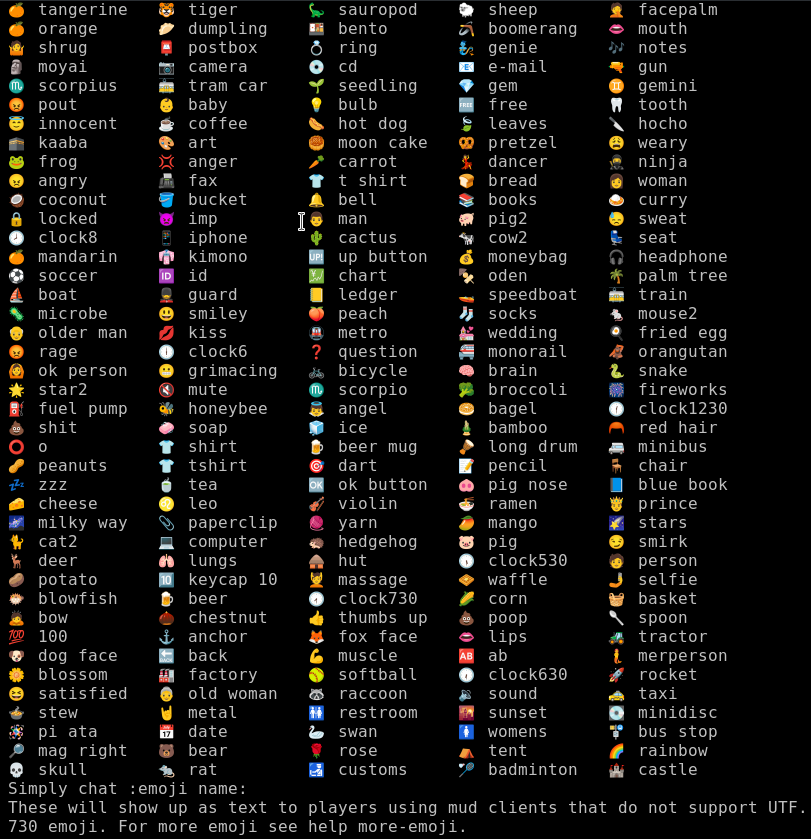 🍊 tangerine 🐯 tiger 🦕 sauropod 🐑 sheep 🤦 facepalm
🍊 orange 🥟 dumpling 🍱 bento 🪃 boomerang 👄 mouth
🤷 shrug 📮 postbox 💍 ring 🧞 genie 🎶 notes
🗿 moyai 📷 camera 💿 cd 📧 e-mail 🔫 gun
♏ scorpius 🚋 tram car 🌱 seedling 💎 gem ♊ gemini
😡 pout 👶 baby 💡 bulb 🆓 free 🦷 tooth
😇 innocent ☕ coffee 🌭 hot dog 🍃 leaves 🔪 hocho
🕋 kaaba 🎨 art 🥮 moon cake 🥨 pretzel 😩 weary
🐸 frog 💢 anger 🥕 carrot 💃 dancer 🥷 ninja
😠 angry 📠 fax 👕 t shirt 🍞 bread 👩 woman
🥥 coconut 🪣 bucket 🔔 bell 📚 books 🍛 curry
🔒 locked 👿 imp 👨 man 🐖 pig2 😓 sweat
🕗 clock8 📱 iphone 🌵 cactus 🐄 cow2 💺 seat
🍊 mandarin 👘 kimono 🆙 up button 💰 moneybag 🎧 headphone
⚽ soccer 🆔 id 💹 chart 🍢 oden 🌴 palm tree
⛵ boat 💂 guard 📒 ledger 🚤 speedboat 🚋 train
🦠 microbe 😃 smiley 🍑 peach 🧦 socks 🐁 mouse2
👴 older man 💋 kiss 🚇 metro 💒 wedding 🍳 fried egg
😡 rage 🕕 clock6 ❓ question 🚝 monorail 🦧 orangutan
🙆 ok person 😬 grimacing 🚲 bicycle 🧠 brain 🐍 snake
🌟 star2 🔇 mute ♏ scorpio 🥦 broccoli 🎆 fireworks
⛽ fuel pump 🐝 honeybee 👼 angel 🥯 bagel 🕧 clock1230
💩 shit 🧼 soap 🧊 ice 🎍 bamboo 🦰 red hair
⭕ o 👕 shirt 🍺 beer mug 🪘 long drum 🚐 minibus
🥜 peanuts 👕 tshirt 🎯 dart 📝 pencil 🪑 chair
💤 zzz 🍵 tea 🆗 ok button 🐽 pig nose 📘 blue book
🧀 cheese ♌ leo 🎻 violin 🍜 ramen 🤴 prince
🌌 milky way 📎 paperclip 🧶 yarn 🥭 mango 🌠 stars
🐈 cat2 💻 computer 🦔 hedgehog 🐷 pig 😏 smirk
🦌 deer 🫁 lungs 🛖 hut 🕠 clock530 🧑 person
🥔 potato 🔟 keycap 10 💆 massage 🧇 waffle 🤳 selfie
🐡 blowfish 🍺 beer 🕢 clock730 🌽 corn 🧺 basket
🙇 bow 🌰 chestnut 👍 thumbs up 💩 poop 🥄 spoon
💯 100 ⚓ anchor 🦊 fox face 👄 lips 🚜 tractor
🐶 dog face 🔙 back 💪 muscle 🆎 ab 🧜 merperson
🌼 blossom 🏭 factory 🥎 softball 🕡 clock630 🚀 rocket
😆 satisfied 👵 old woman 🦝 raccoon 🔉 sound 🚕 taxi
🍲 stew 🤘 metal 🚻 restroom 🌇 sunset 💽 minidisc
🪅 pi ata 📅 date 🦢 swan 🚺 womens 🚏 bus stop
🔎 mag right 🐻 bear 🌹 rose ⛺ tent 🌈 rainbow
💀 skull 🐀 rat 🛃 customs 🏸 badminton 🏰 castle
Simply chat :emoji name:
These will show up as text to players using mud clients that do not support UTF.
730 emoji. For more emoji see help more-emoji.